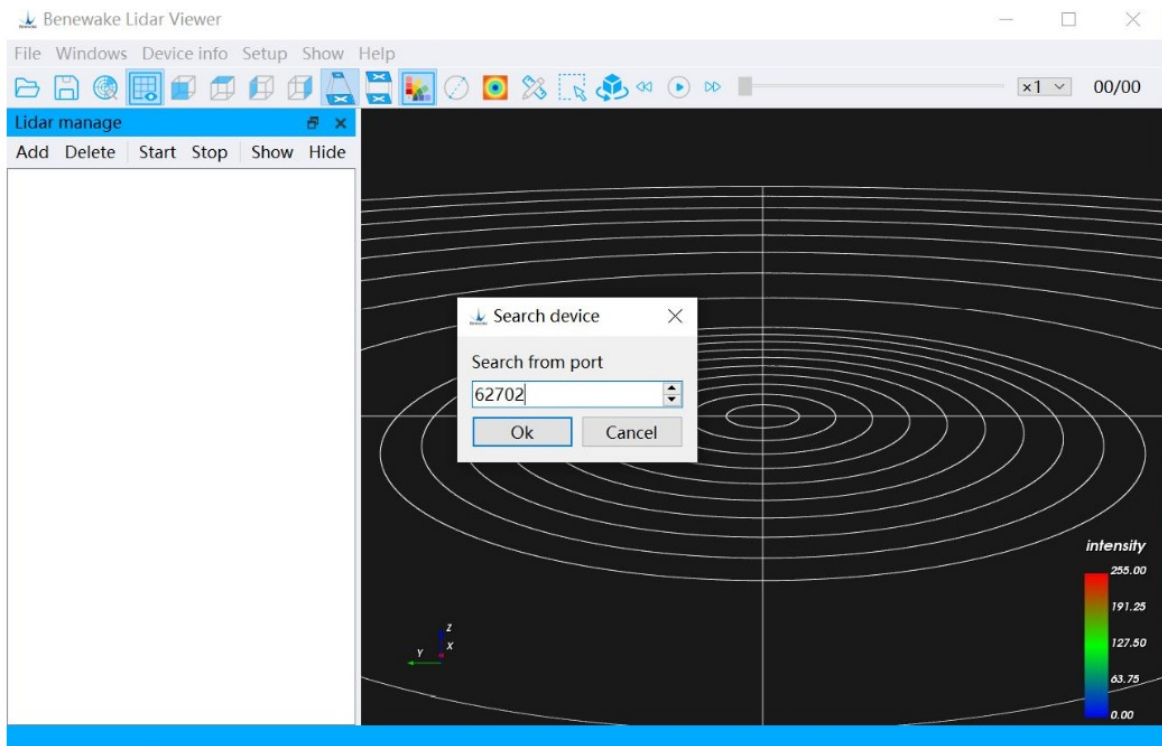 Benewake Lidar Viewer
File Windows Device info Setup Show Help
×1 00/00
Lidar manage
Add Delete Start Stop Show Hide
Search device
Search from port
62702
Ok Cancel
intensity
255.00
191.25
127.50
63.75
0.00
Z
Y X